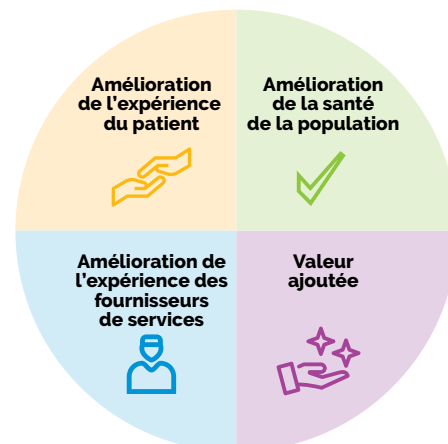 Amélioration
de l'expérience
du patient
Amélioration
de la santé
de la population
Amélioration de
l'expérience des
fournisseurs
de services
Valeur
ajoutée